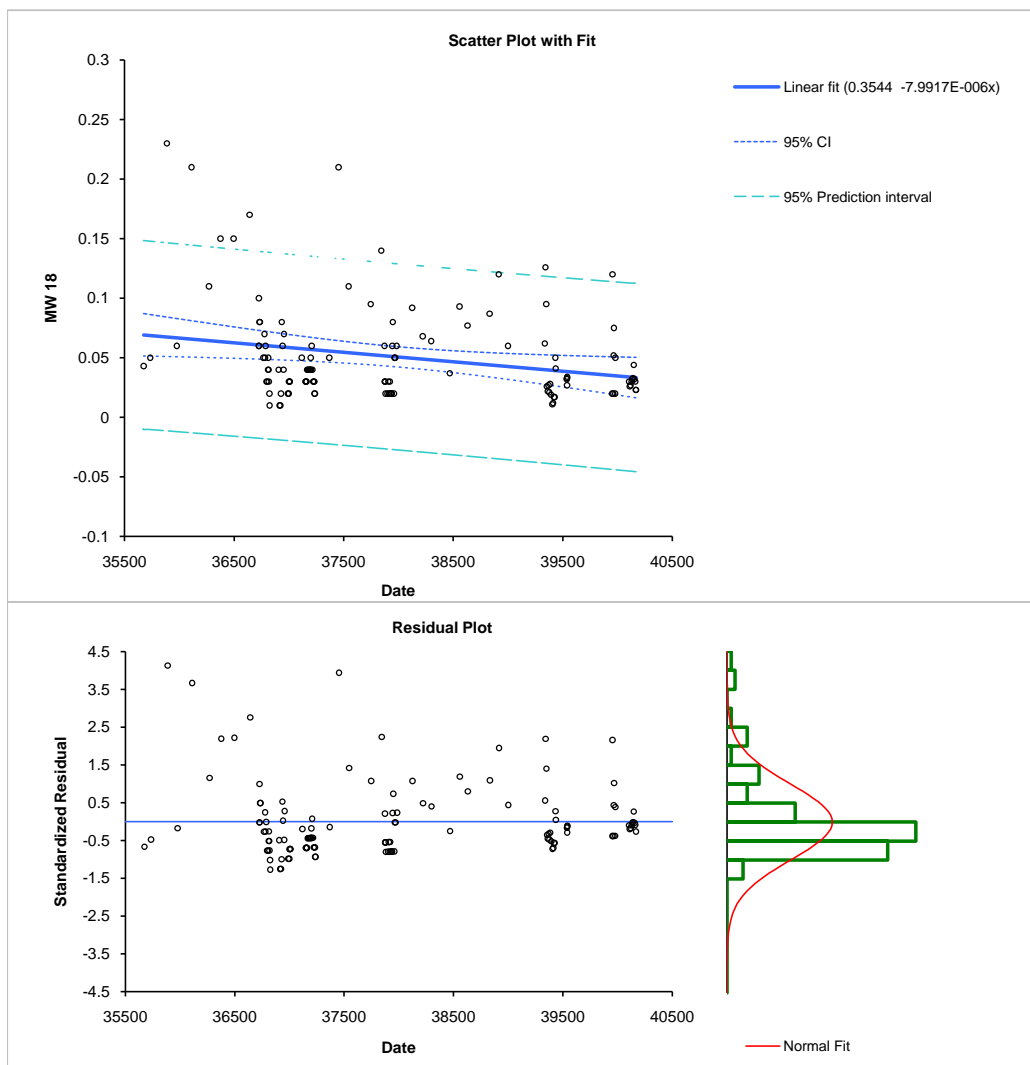 Scatter Plot with Fit
0.3
0.25
0.2
0.15
0.1
0.05
0
-0.05
-0.1
MW 18
35500 36500 37500 38500 39500 40500
Date
Linear fit (0.3544 -7.9917E-006x)
95% CI
95% Prediction interval
Residual Plot
4.5
3.5
2.5
1.5
0.5
-0.5
-1.5
-2.5
-3.5
-4.5
Standardized Residual
35500 36500 37500 38500 39500 40500
Date
Normal Fit